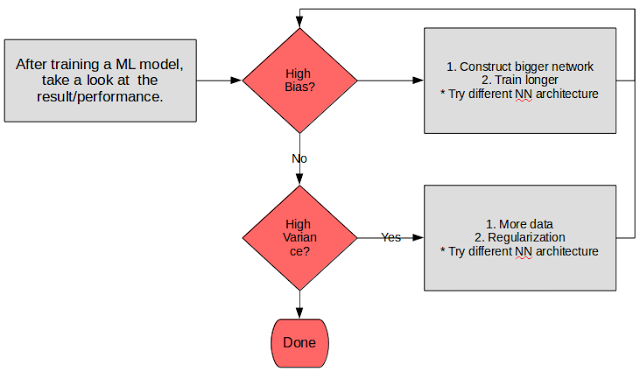 After training a ML model,
take a look at the
result/performance.
High
Bias?
1. Construct bigger network
2. Train longer
* Try different NN architecture
No
High
Varian
ce?
Yes
1. More data
2. Regularization
* Try different NN architecture
Done